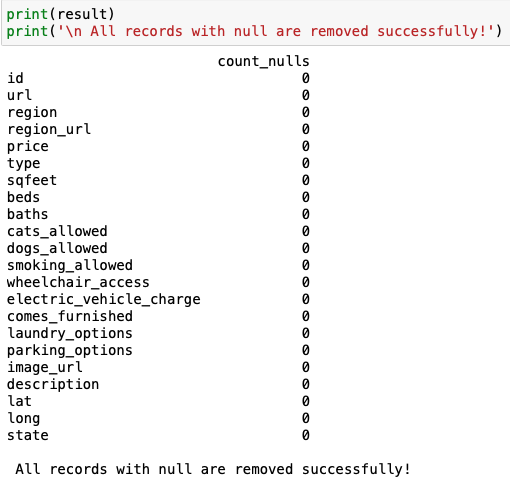 print(result)
print('\n All records with null are removed successfully!')
count_nulls
id 0
url 0
region 0
region_url 0
price 0
type 0
sqfeet 0
beds 0
baths 0
cats_allowed 0
dogs_allowed 0
smoking_allowed 0
wheelchair_access 0
electric_vehicle_charge 0
comes_furnished 0
laundry_options 0
parking_options 0
image_url 0
description 0
lat 0
long 0
state 0
All records with null are removed successfully!